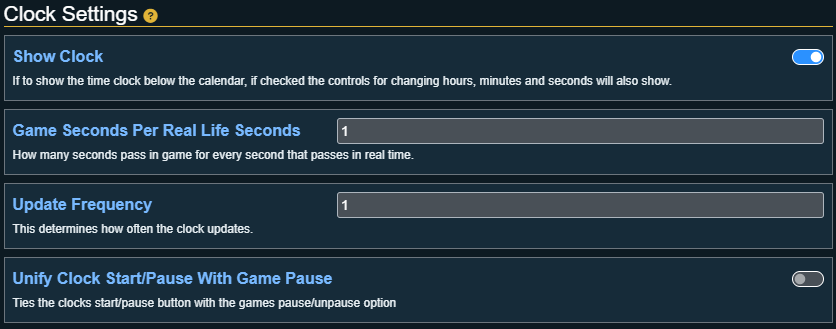 Clock Settings ?
Show Clock
If to show the time clock below the calendar, if checked the controls for changing hours, minutes and seconds will also show.
Game Seconds Per Real Life Seconds 1
How many seconds pass in game for every second that passes in real time.
Update Frequency 1
This determines how often the clock updates.
Unify Clock Start/Pause With Game Pause
Ties the clocks start/pause button with the games pause/unpause option